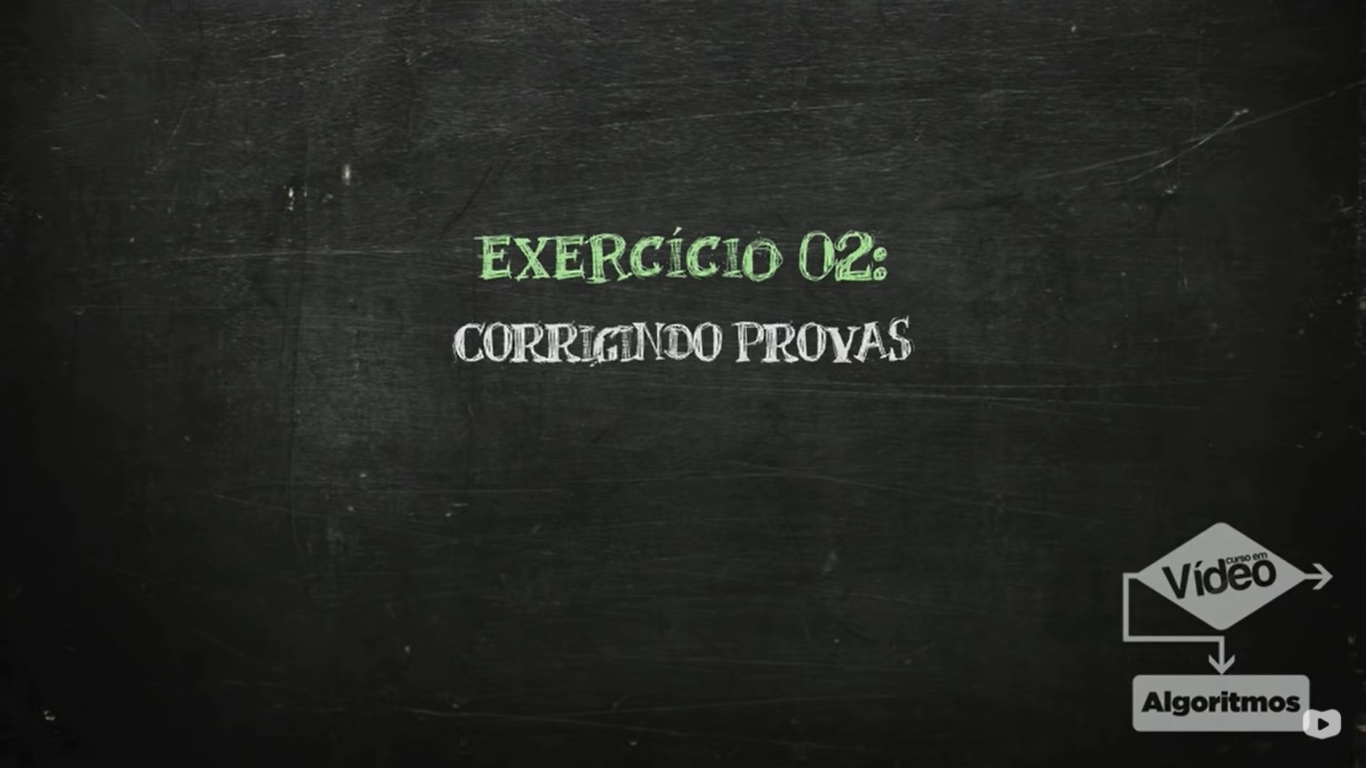 EXERCÍCIO 02:
CORRIGINDO PROVAS
curso em
Vídeo
Algoritmos